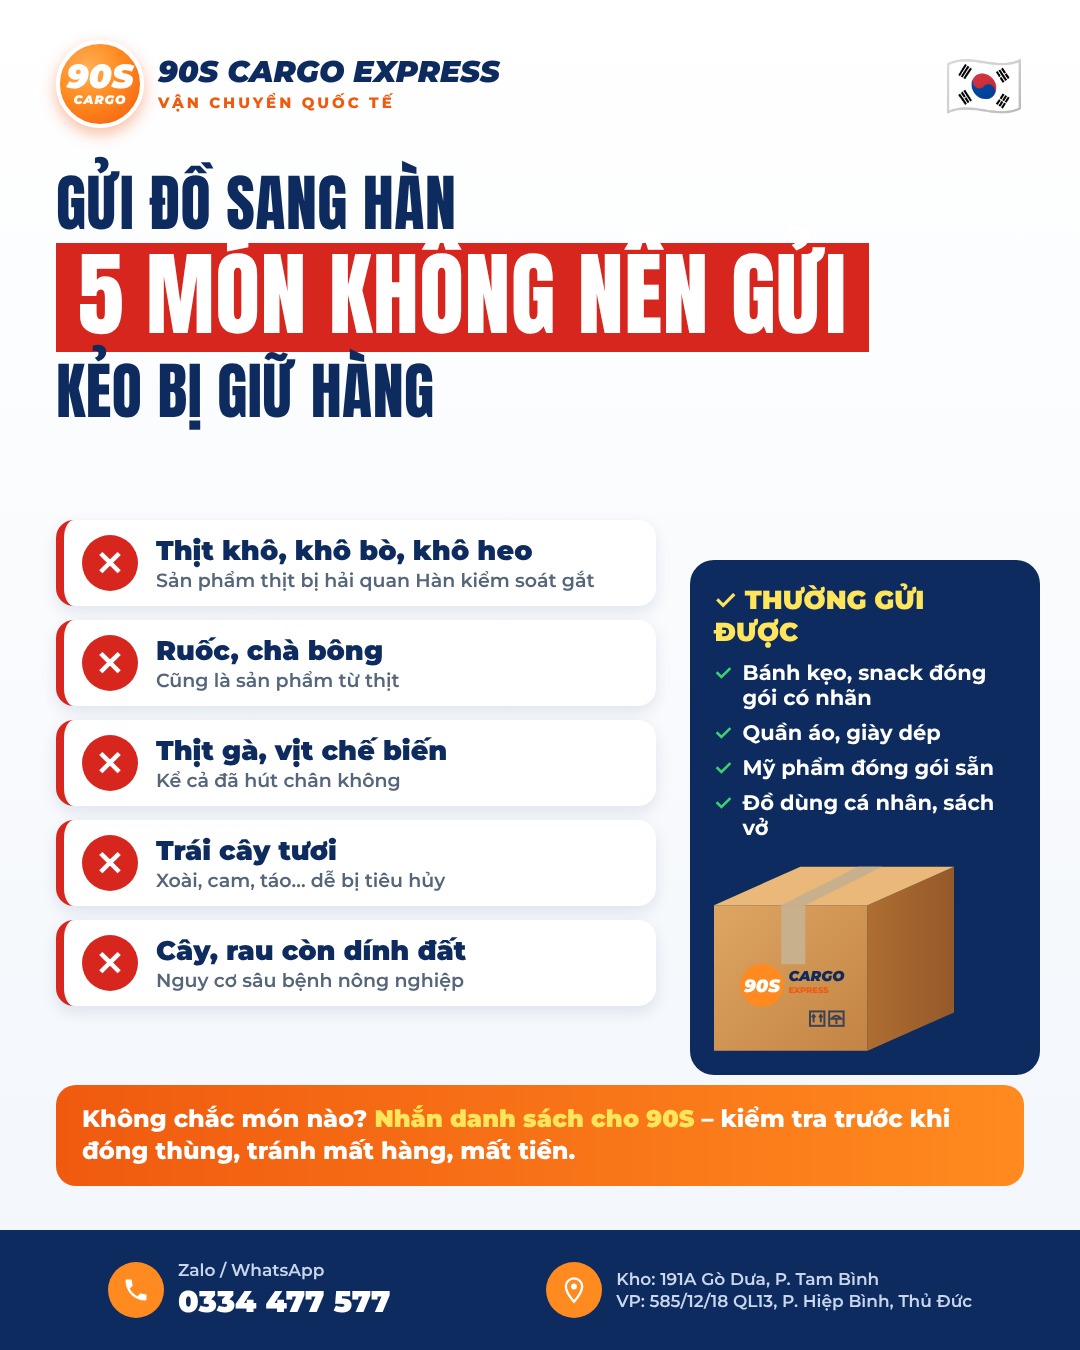 90S
CARGO
90S CARGO EXPRESS
VẬN CHUYỂN QUỐC TẾ
GỬI ĐỒ SANG HÀN
5 MÓN KHÔNG NÊN GỬI
KẺO BỊ GIỮ HÀNG
Thịt khô, khô bò, khô heo
Sản phẩm thịt bị hải quan Hàn kiểm soát gắt
Ruốc, chà bông
Cũng là sản phẩm từ thịt
Thịt gà, vịt chế biến
Kể cả đã hút chân không
Trái cây tươi
Xoài, cam, táo... dễ bị tiêu hủy
Cây, rau còn dính đất
Nguy cơ sâu bệnh nông nghiệp
✓ THƯỜNG GỬI
ĐƯỢC
Bánh kẹo, snack đóng
gói có nhãn
Quần áo, giày dép
Mỹ phẩm đóng gói sẵn
Đồ dùng cá nhân, sách
vở
90S CARGO
EXPRESS
Không chắc món nào? Nhắn danh sách cho 90S – kiểm tra trước khi
đóng thùng, tránh mất hàng, mất tiền.
Zalo / WhatsApp
0334 477 577
Kho: 191A Gò Dưa, P. Tam Bình
VP: 585/12/18 QL13, P. Hiệp Bình, Thủ Đức